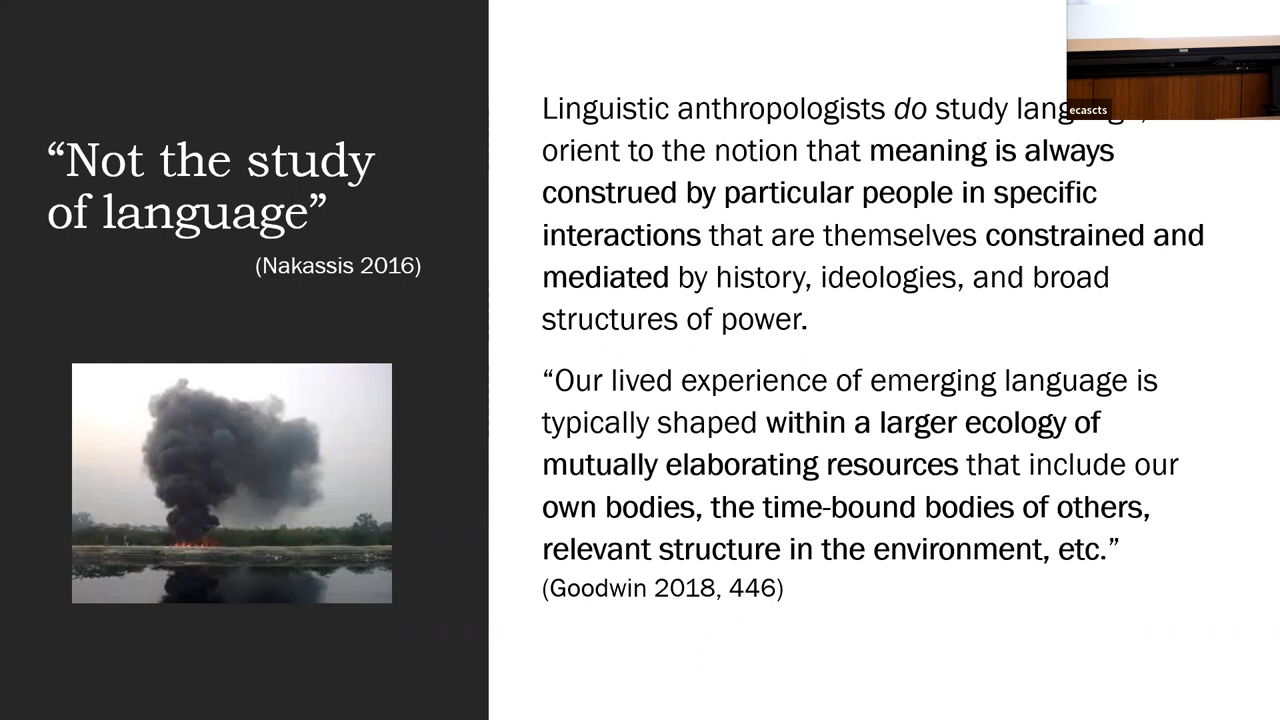 “Not the study
of language”
(Nakassis 2016)
Linguistic anthropologists do study
orient to the notion that meaning is always
construed by particular people in specific
interactions that are themselves constrained and
mediated by history, ideologies, and broad
structures of power.
“Our lived experience of emerging language is
typically shaped within a larger ecology of
mutually elaborating resources that include our
own bodies, the time-bound bodies of others,
relevant structure in the environment, etc.”
(Goodwin 2018, 446)
ecascts